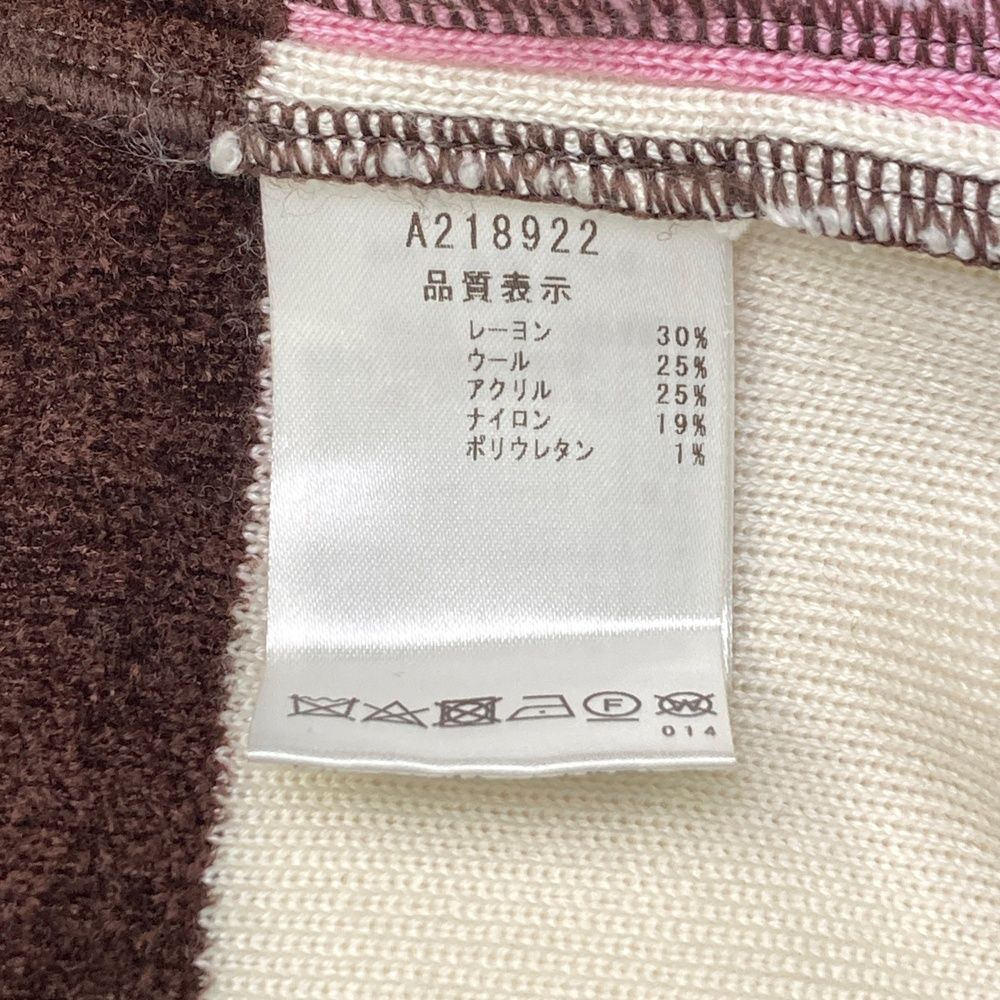 A218922
品質表示
レーヨン 30%
ウール 25%
アクリル 25%
ナイロン 19%
ポリウレタン 1%
F W
014